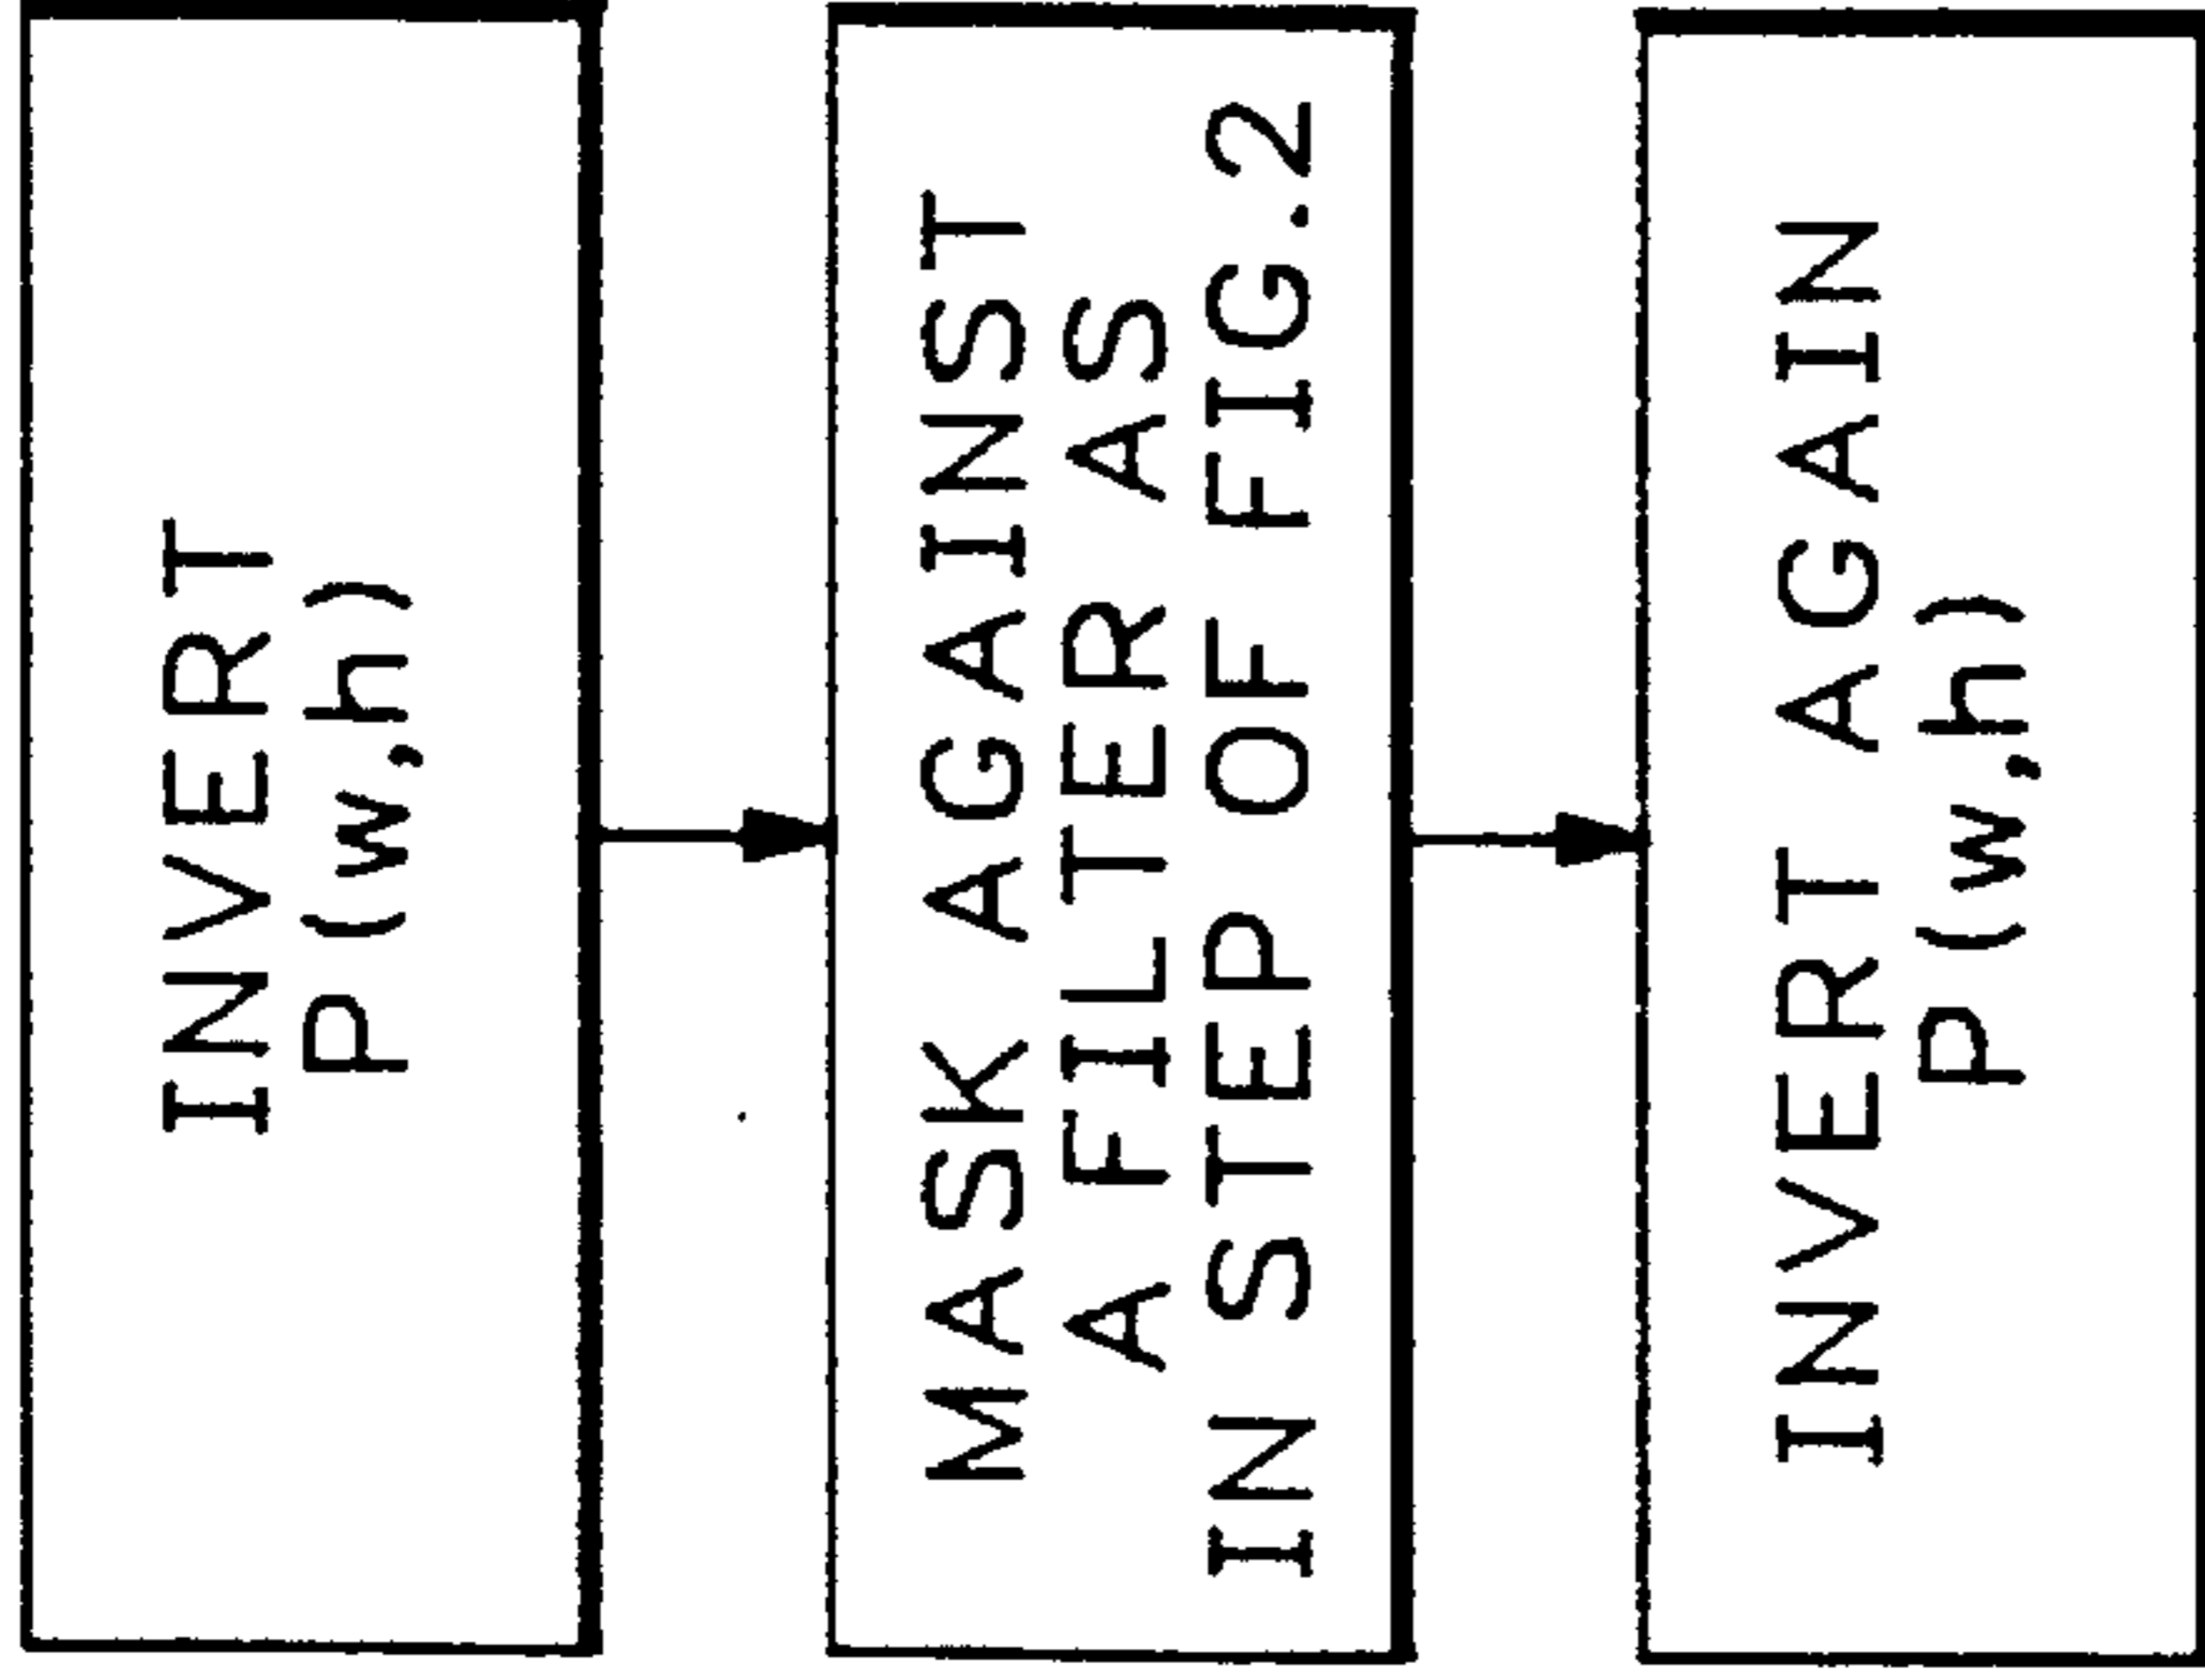 INVERT
P(w,h)
MASK AGAINST
A FILTER AS
IN STEP OF FIG.2
INVERT AGAIN
P(w,h)